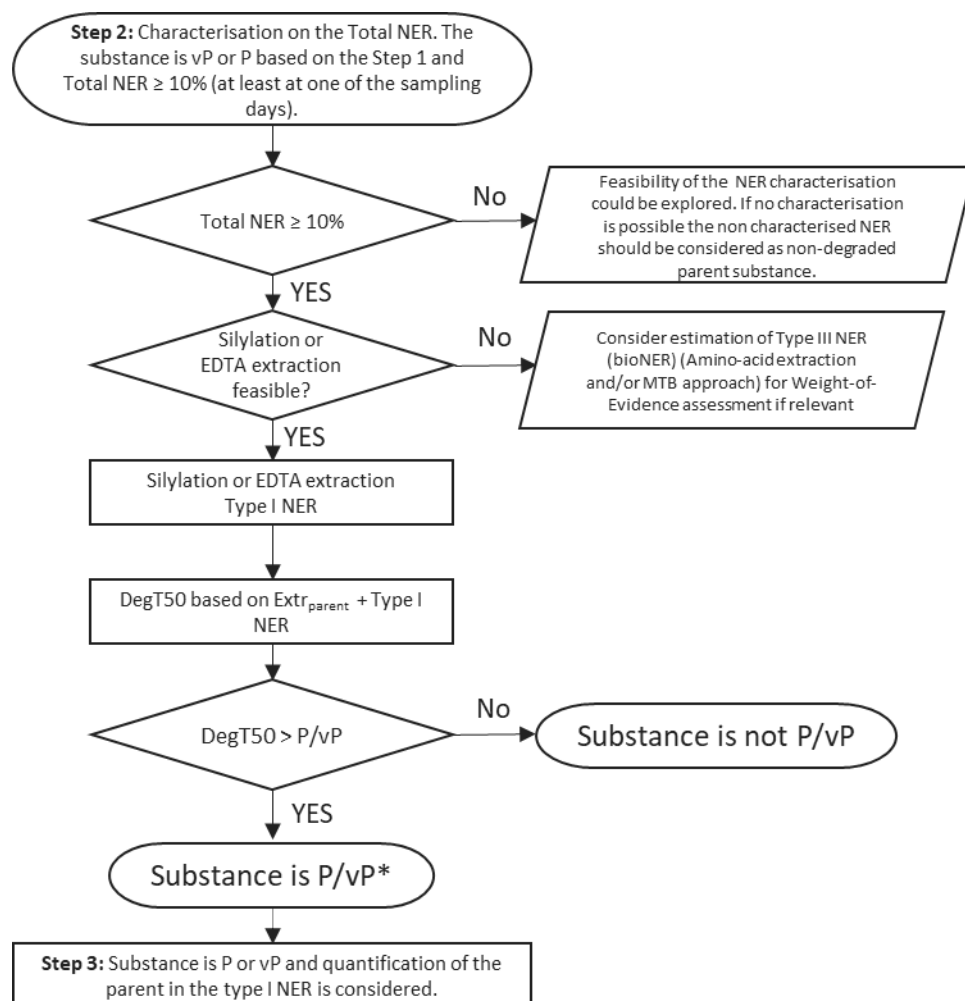 Step 2: Characterisation on the Total NER. The
substance is vP or P based on the Step 1 and
Total NER ≥ 10% (at least at one of the sampling
days).
Total NER ≥ 10%
No
Feasibility of the NER characterisation
could be explored. If no characterisation
is possible the non characterised NER
should be considered as non-degraded
parent substance.
YES
Silylation or
EDTA extraction
feasible?
No
Consider estimation of Type III NER
(bioNER) (Amino-acid extraction
and/or MTB approach) for Weight-of-
Evidence assessment if relevant
YES
Silylation or EDTA extraction
Type I NER
DegT50 based on Extrparent + Type I
NER
DegT50 > P/vP
No
Substance is not P/vP
YES
Substance is P/vP*
Step 3: Substance is P or vP and quantification of the
parent in the type I NER is considered.